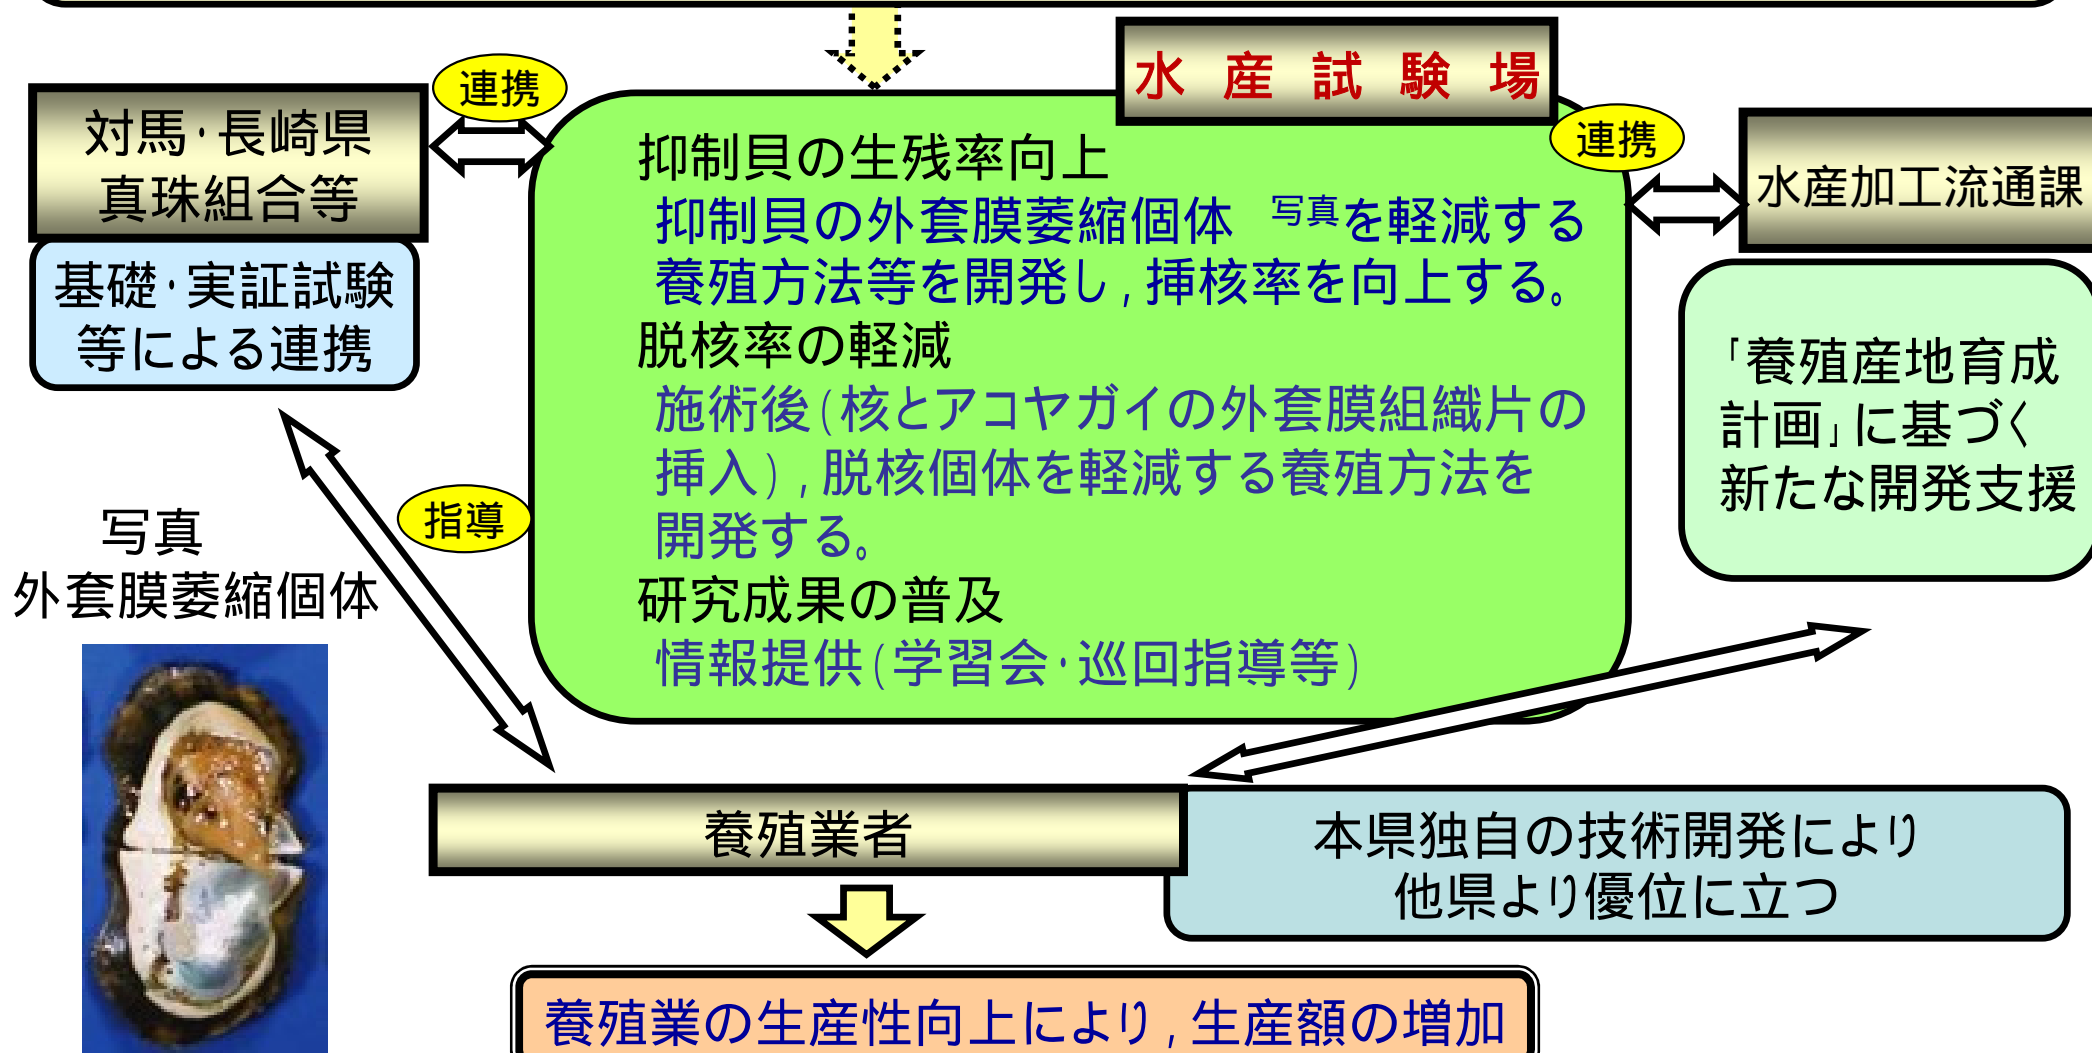 水産試験場
連携
対馬・長崎県
真珠組合等
基礎・実証試験
等による連携
抑制貝の生残率向上
抑制貝の外套膜萎縮個体 写真を軽減する
養殖方法等を開発し,挿核率を向上する。
脱核率の軽減
施術後(核とアコヤガイの外套膜組織片の
挿入),脱核個体を軽減する養殖方法を
開発する。
研究成果の普及
情報提供(学習会・巡回指導等)
連携
水産加工流通課
「養殖産地育成
計画」に基づく
新たな開発支援
指導
写真
外套膜萎縮個体
養殖業者
本県独自の技術開発により
他県より優位に立つ
養殖業の生産性向上により,生産額の増加